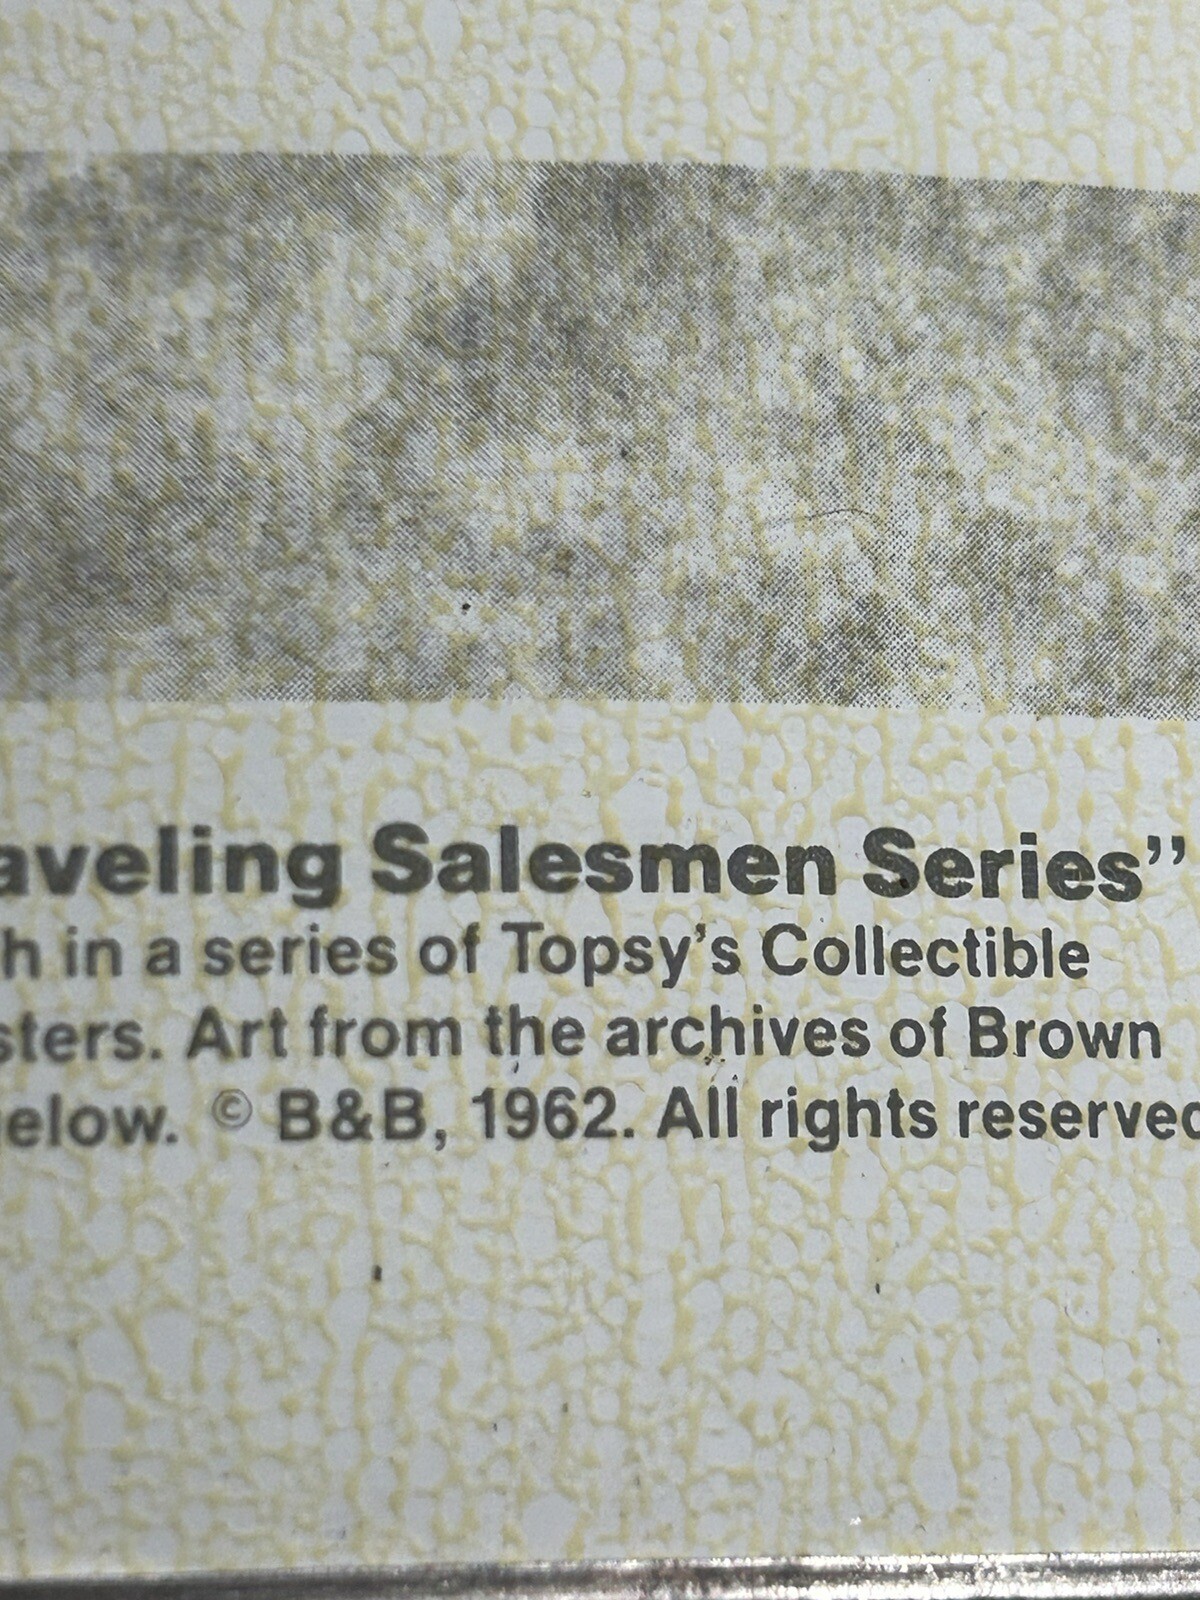 aveling Salesmen Series”
h in a series of Topsy’s Collectible
sters. Art from the archives of Brown
elow. © B&B, 1962. All rights reserved